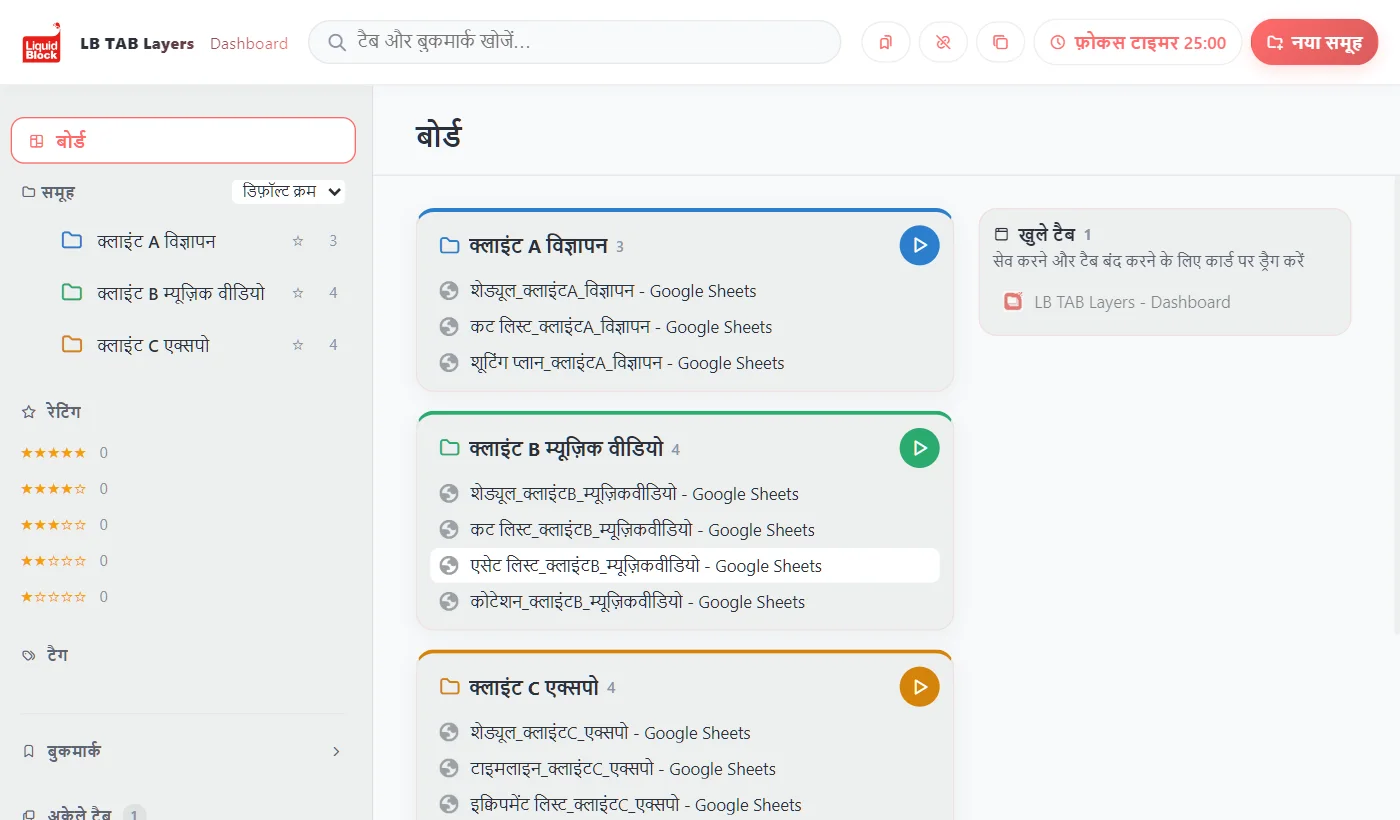 Liquid Block
LB TAB Layers Dashboard
टैब और बुकमार्क खोजें...
फ़ोकस टाइमर 25:00
नया समूह
बोर्ड
समूह
डिफ़ॉल्ट क्रम
क्लाइंट A विज्ञापन ☆ 3
क्लाइंट B म्यूज़िक वीडियो ☆ 4
क्लाइंट C एक्सपो ☆ 4
रेटिंग
★★★★★ 0
★★★★☆ 0
★★★☆☆ 0
★★☆☆☆ 0
★☆☆☆☆ 0
टैग
बुकमार्क
अकेले टैब 1
बोर्ड
क्लाइंट A विज्ञापन 3
शेड्यूल_क्लाइंटA_विज्ञापन - Google Sheets
कट लिस्ट_क्लाइंटA_विज्ञापन - Google Sheets
शूटिंग प्लान_क्लाइंटA_विज्ञापन - Google Sheets
क्लाइंट B म्यूज़िक वीडियो 4
शेड्यूल_क्लाइंटB_म्यूज़िकवीडियो - Google Sheets
कट लिस्ट_क्लाइंटB_म्यूज़िकवीडियो - Google Sheets
एसेट लिस्ट_क्लाइंटB_म्यूज़िकवीडियो - Google Sheets
कोटेशन_क्लाइंटB_म्यूज़िकवीडियो - Google Sheets
क्लाइंट C एक्सपो 4
शेड्यूल_क्लाइंटC_एक्सपो - Google Sheets
टाइमलाइन_क्लाइंटC_एक्सपो - Google Sheets
इक्विपमेंट लिस्ट_क्लाइंटC_एक्सपो - Google Sheets
खुले टैब 1
सेव करने और टैब बंद करने के लिए कार्ड पर ड्रैग करें
LB TAB Layers - Dashboard